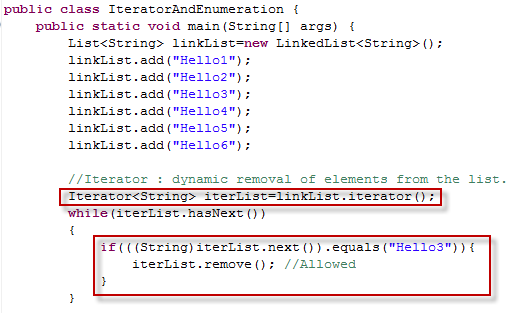 public class IteratorAndEnumeration {
public static void main(String[] args) {
List<String> linkList=new LinkedList<String>();
linkList.add("Hello1");
linkList.add("Hello2");
linkList.add("Hello3");
linkList.add("Hello4");
linkList.add("Hello5");
linkList.add("Hello6");
//Iterator : dynamic removal of elements from the list.
Iterator<String> iterList=linkList.iterator();
while(iterList.hasNext())
{
if(((String)iterList.next()).equals("Hello3")){
iterList.remove(); //Allowed
}
}